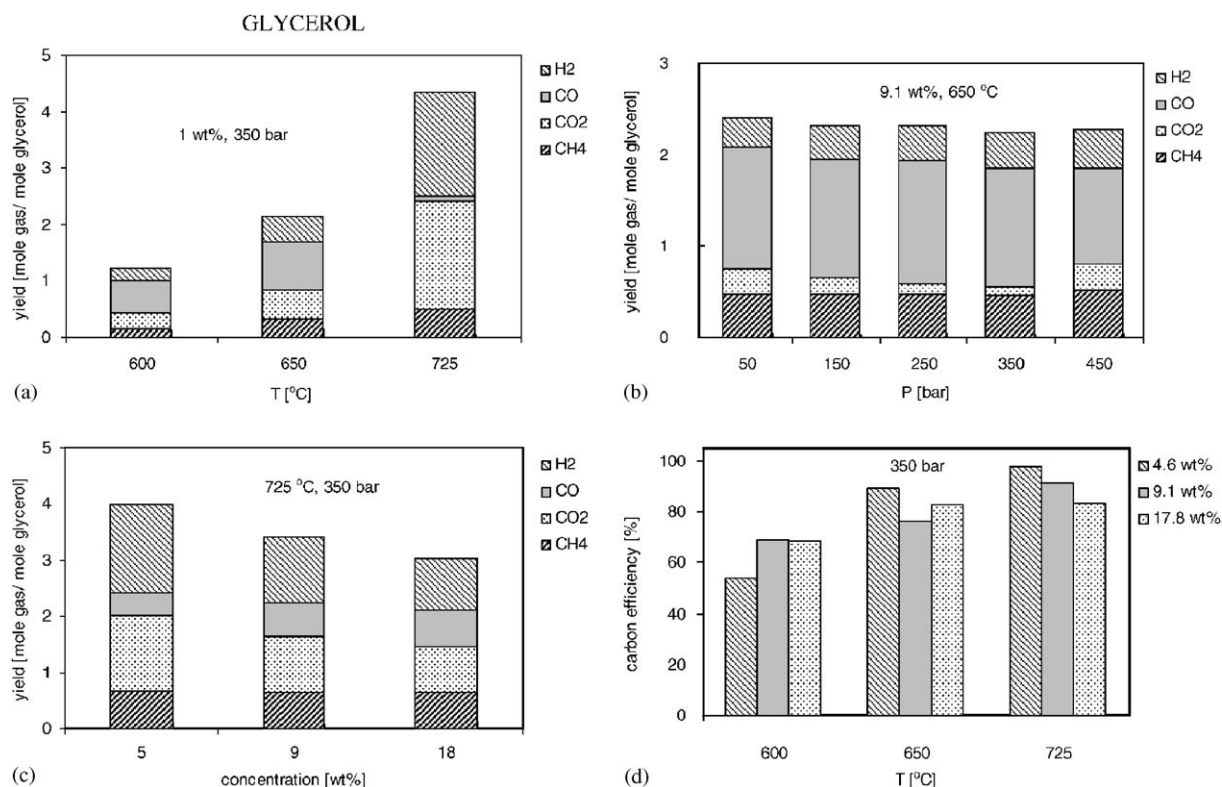 GLYCEROL
5
4
3
2
1
0
yield [mole gas/ mole glycerol]
1 wt%, 350 bar
H2
CO
CO2
CH4
600 650 725
T [°C]
(a)
3
2
1
0
yield [mole gas/ mole glycerol]
9.1 wt%, 650 °C
H2
CO
CO2
CH4
50 150 250 350 450
P [bar]
(b)
5
4
3
2
1
0
yield [mole gas/ mole glycerol]
725 °C, 350 bar
H2
CO
CO2
CH4
5 9 18
concentration [wt%]
(c)
100
80
60
40
20
0
carbon efficiency [%]
350 bar
4.6 wt%
9.1 wt%
17.8 wt%
600 650 725
T [°C]
(d)